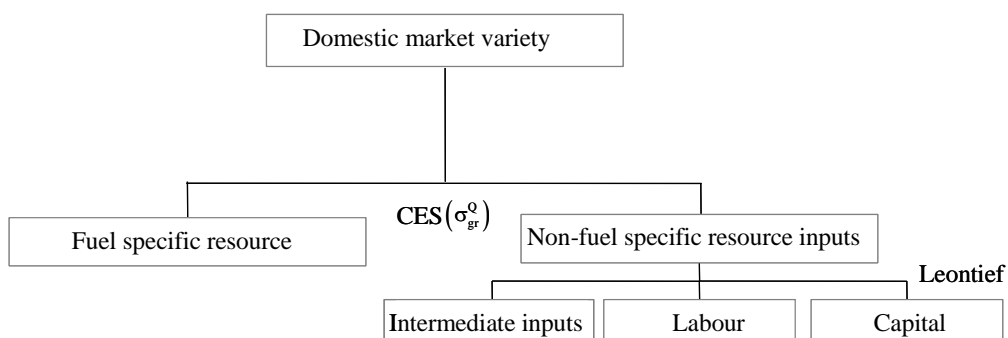 Domestic market variety
CES(σ^Q_gr)
Fuel specific resource
Non-fuel specific resource inputs
Leontief
Intermediate inputs
Labour
Capital